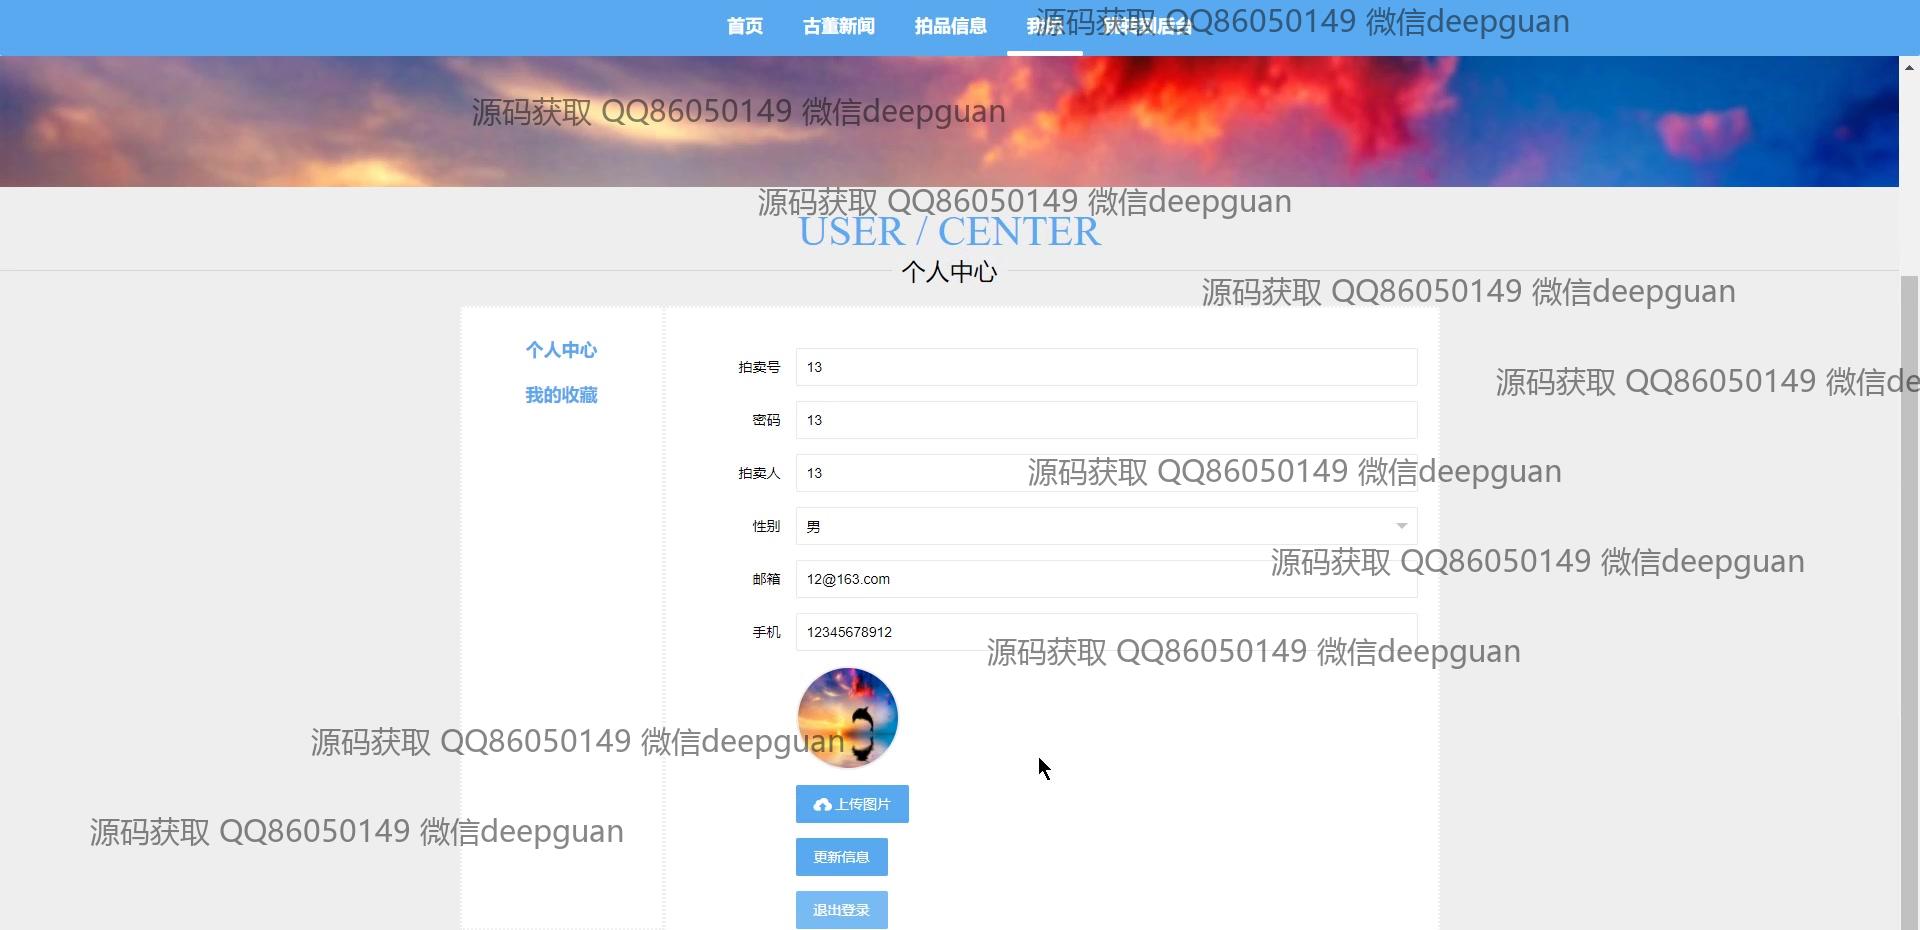 首页 古董新闻 拍品信息 我的
源码获取 QQ86050149 微信deepguan
源码获取 QQ86050149 微信deepguan
源码获取 QQ86050149 微信deepguan
USER / CENTER
个人中心
源码获取 QQ86050149 微信deepguan
个人中心
我的收藏
拍卖号 13
源码获取 QQ86050149 微信de
密码 13
拍卖人 13
源码获取 QQ86050149 微信deepguan
性别 男
源码获取 QQ86050149 微信deepguan
邮箱 12@163.com
手机 12345678912
源码获取 QQ86050149 微信deepguan
源码获取 QQ86050149 微信deepguan
上传图片
源码获取 QQ86050149 微信deepguan
更新信息
退出登录